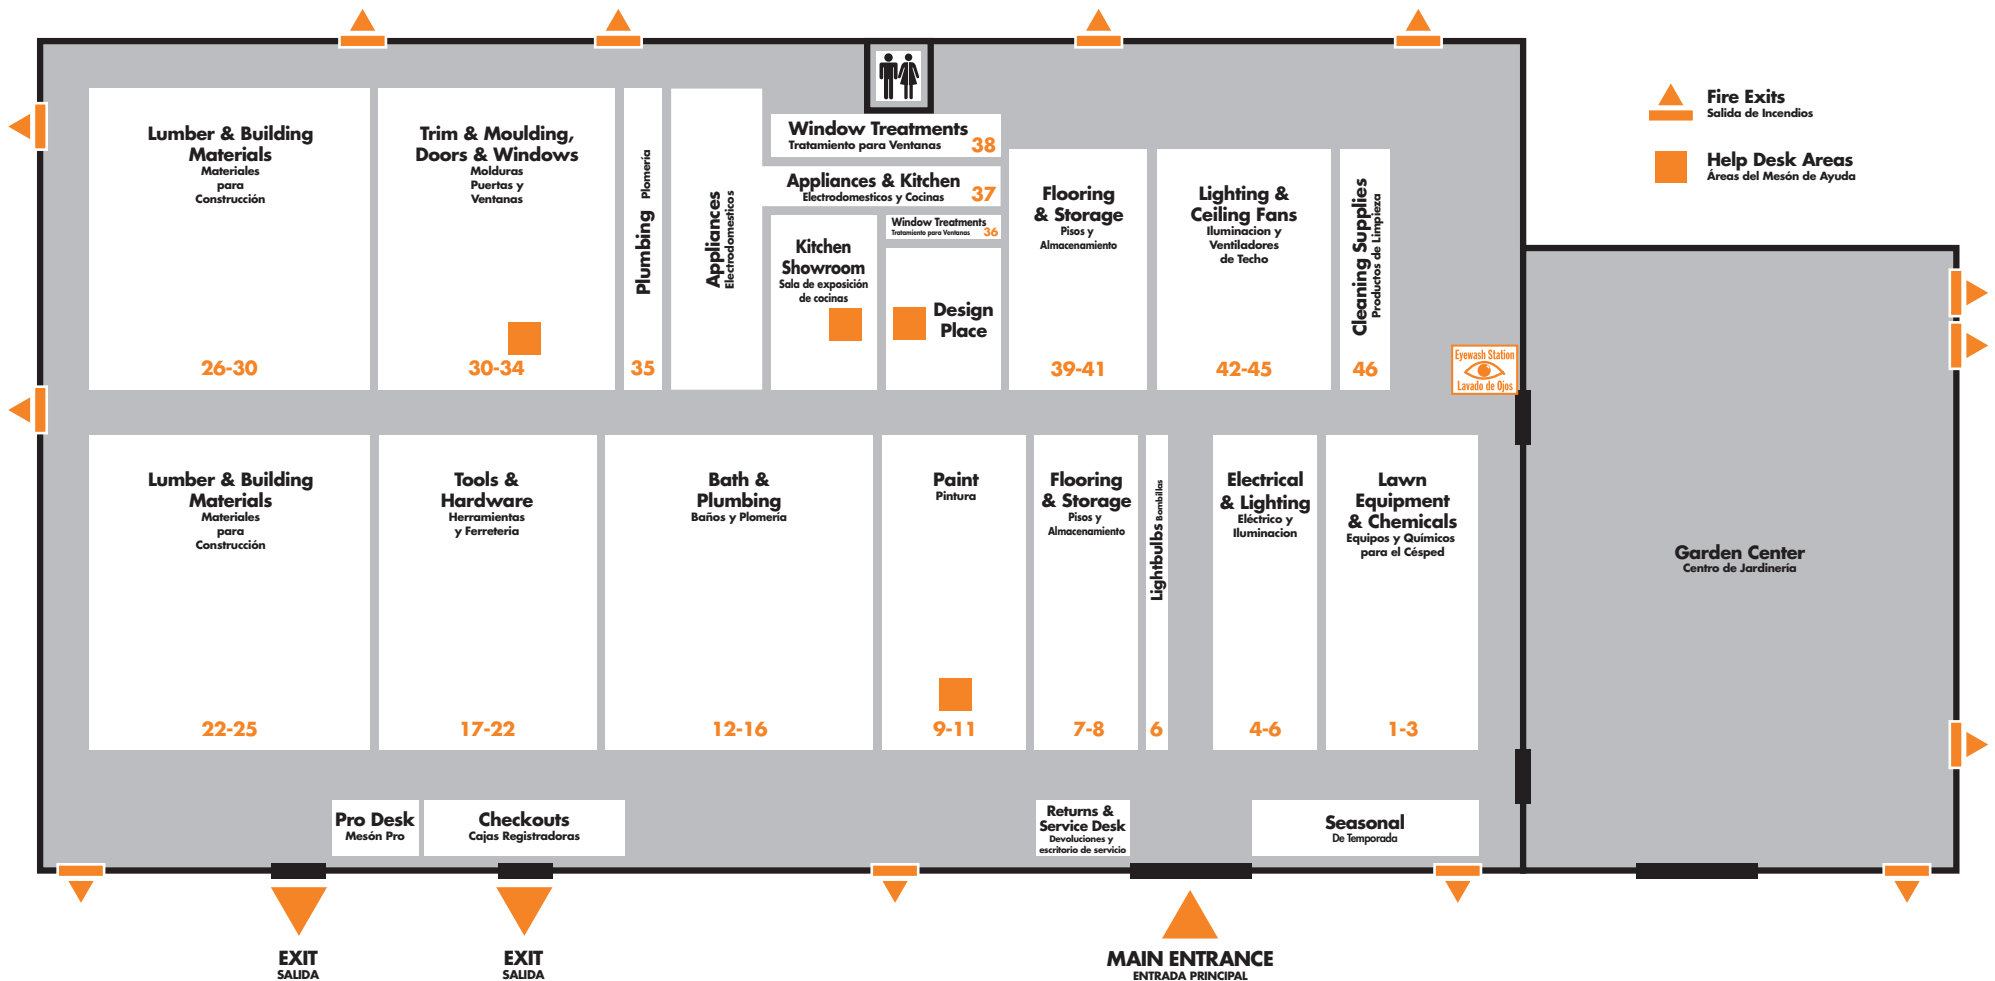 Fire Exits
Salida de Incendios
Help Desk Areas
Áreas del Mesón de Ayuda
Lumber & Building
Materials
Materiales
para
Construcción
26-30
Trim & Moulding,
Doors & Windows
Molduras
Puertas y
Ventanas
30-34
Plumbing Plomería
35
Appliances
Electrodomesticos
Window Treatments
Tratamiento para Ventanas
38
Appliances & Kitchen
Electrodomesticos y Cocinas
37
Window Treatments
Tratamiento para Ventanas
36
Kitchen
Showroom
Sala de exposición
de cocinas
Design
Place
Flooring
& Storage
Pisos y
Almacenamiento
39-41
Lighting &
Ceiling Fans
Iluminacion y
Ventiladores
de Techo
42-45
Cleaning Supplies
Productos de Limpieza
46
Eyewash Station
Lavado de Ojos
Lumber & Building
Materials
Materiales
para
Construcción
22-25
Tools &
Hardware
Herramientas
y Ferreteria
17-22
Bath &
Plumbing
Baños y Plomería
12-16
Paint
Pintura
9-11
Flooring
& Storage
Pisos y
Almacenamiento
7-8
Lightbulbs Bombillas
6
Electrical
& Lighting
Eléctrico y
Iluminacion
4-6
Lawn
Equipment
& Chemicals
Equipos y Químicos
para el Césped
1-3
Garden Center
Centro de Jardinería
Pro Desk
Mesón Pro
Checkouts
Cajas Registradoras
Returns &
Service Desk
Devoluciones y
escritorio de servicio
Seasonal
De Temporada
EXIT
SALIDA
EXIT
SALIDA
MAIN ENTRANCE
ENTRADA PRINCIPAL